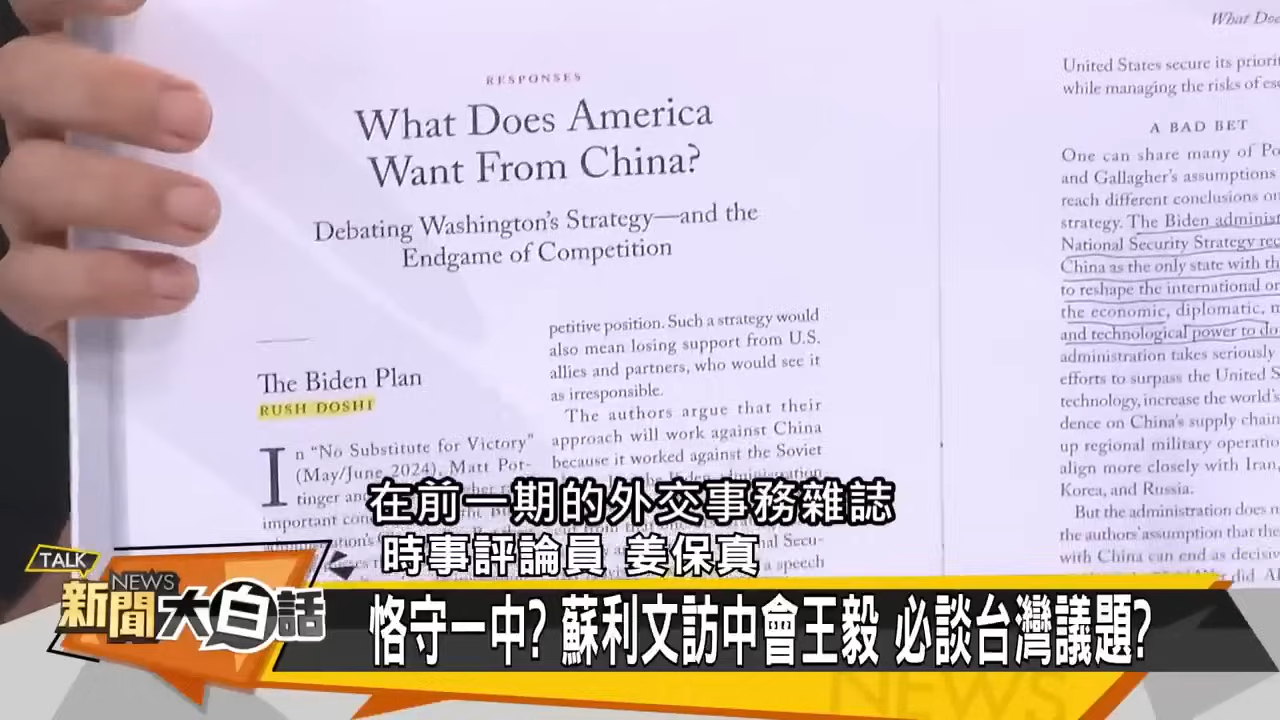 RESPONSES
What Does America
Want From China?
Debating Washington's Strategy—and the
Endgame of Competition
The Biden Plan
RUSH DOSHI
In "No Substitute for Victory"
(May/June 2024), Matt Pot-
tinger
important
petitive position. Such a strategy would
also mean losing support from U.S.
allies and partners, who would see it
as irresponsible.
The authors argue that their
approach will work against China
because it worked against the Soviet
a speech
What Doe
United States secure its priorit
while managing the risks of es
A BAD BET
One can share many of Po
and Gallagher's assumptions
reach different conclusions on
strategy. The Biden adminis
National Security Strategy rec
China as the only state with th
to reshape the international or
the economic, diplomatic, m
and technological power to do
administration takes seriously
efforts to surpass the United S
technology, increase the world's
dence on China's supply chain
up regional military operatio
align more closely with Iran,
Korea, and Russia.
But the administration does n
the authors' assumption that th
with China can end as decisiv
在前一期的外交事務雜誌
時事評論員 姜保真
TALK
NEWS
新聞大白話
恪守一中? 蘇利文訪中會王毅 必談台灣議題?
NEWS